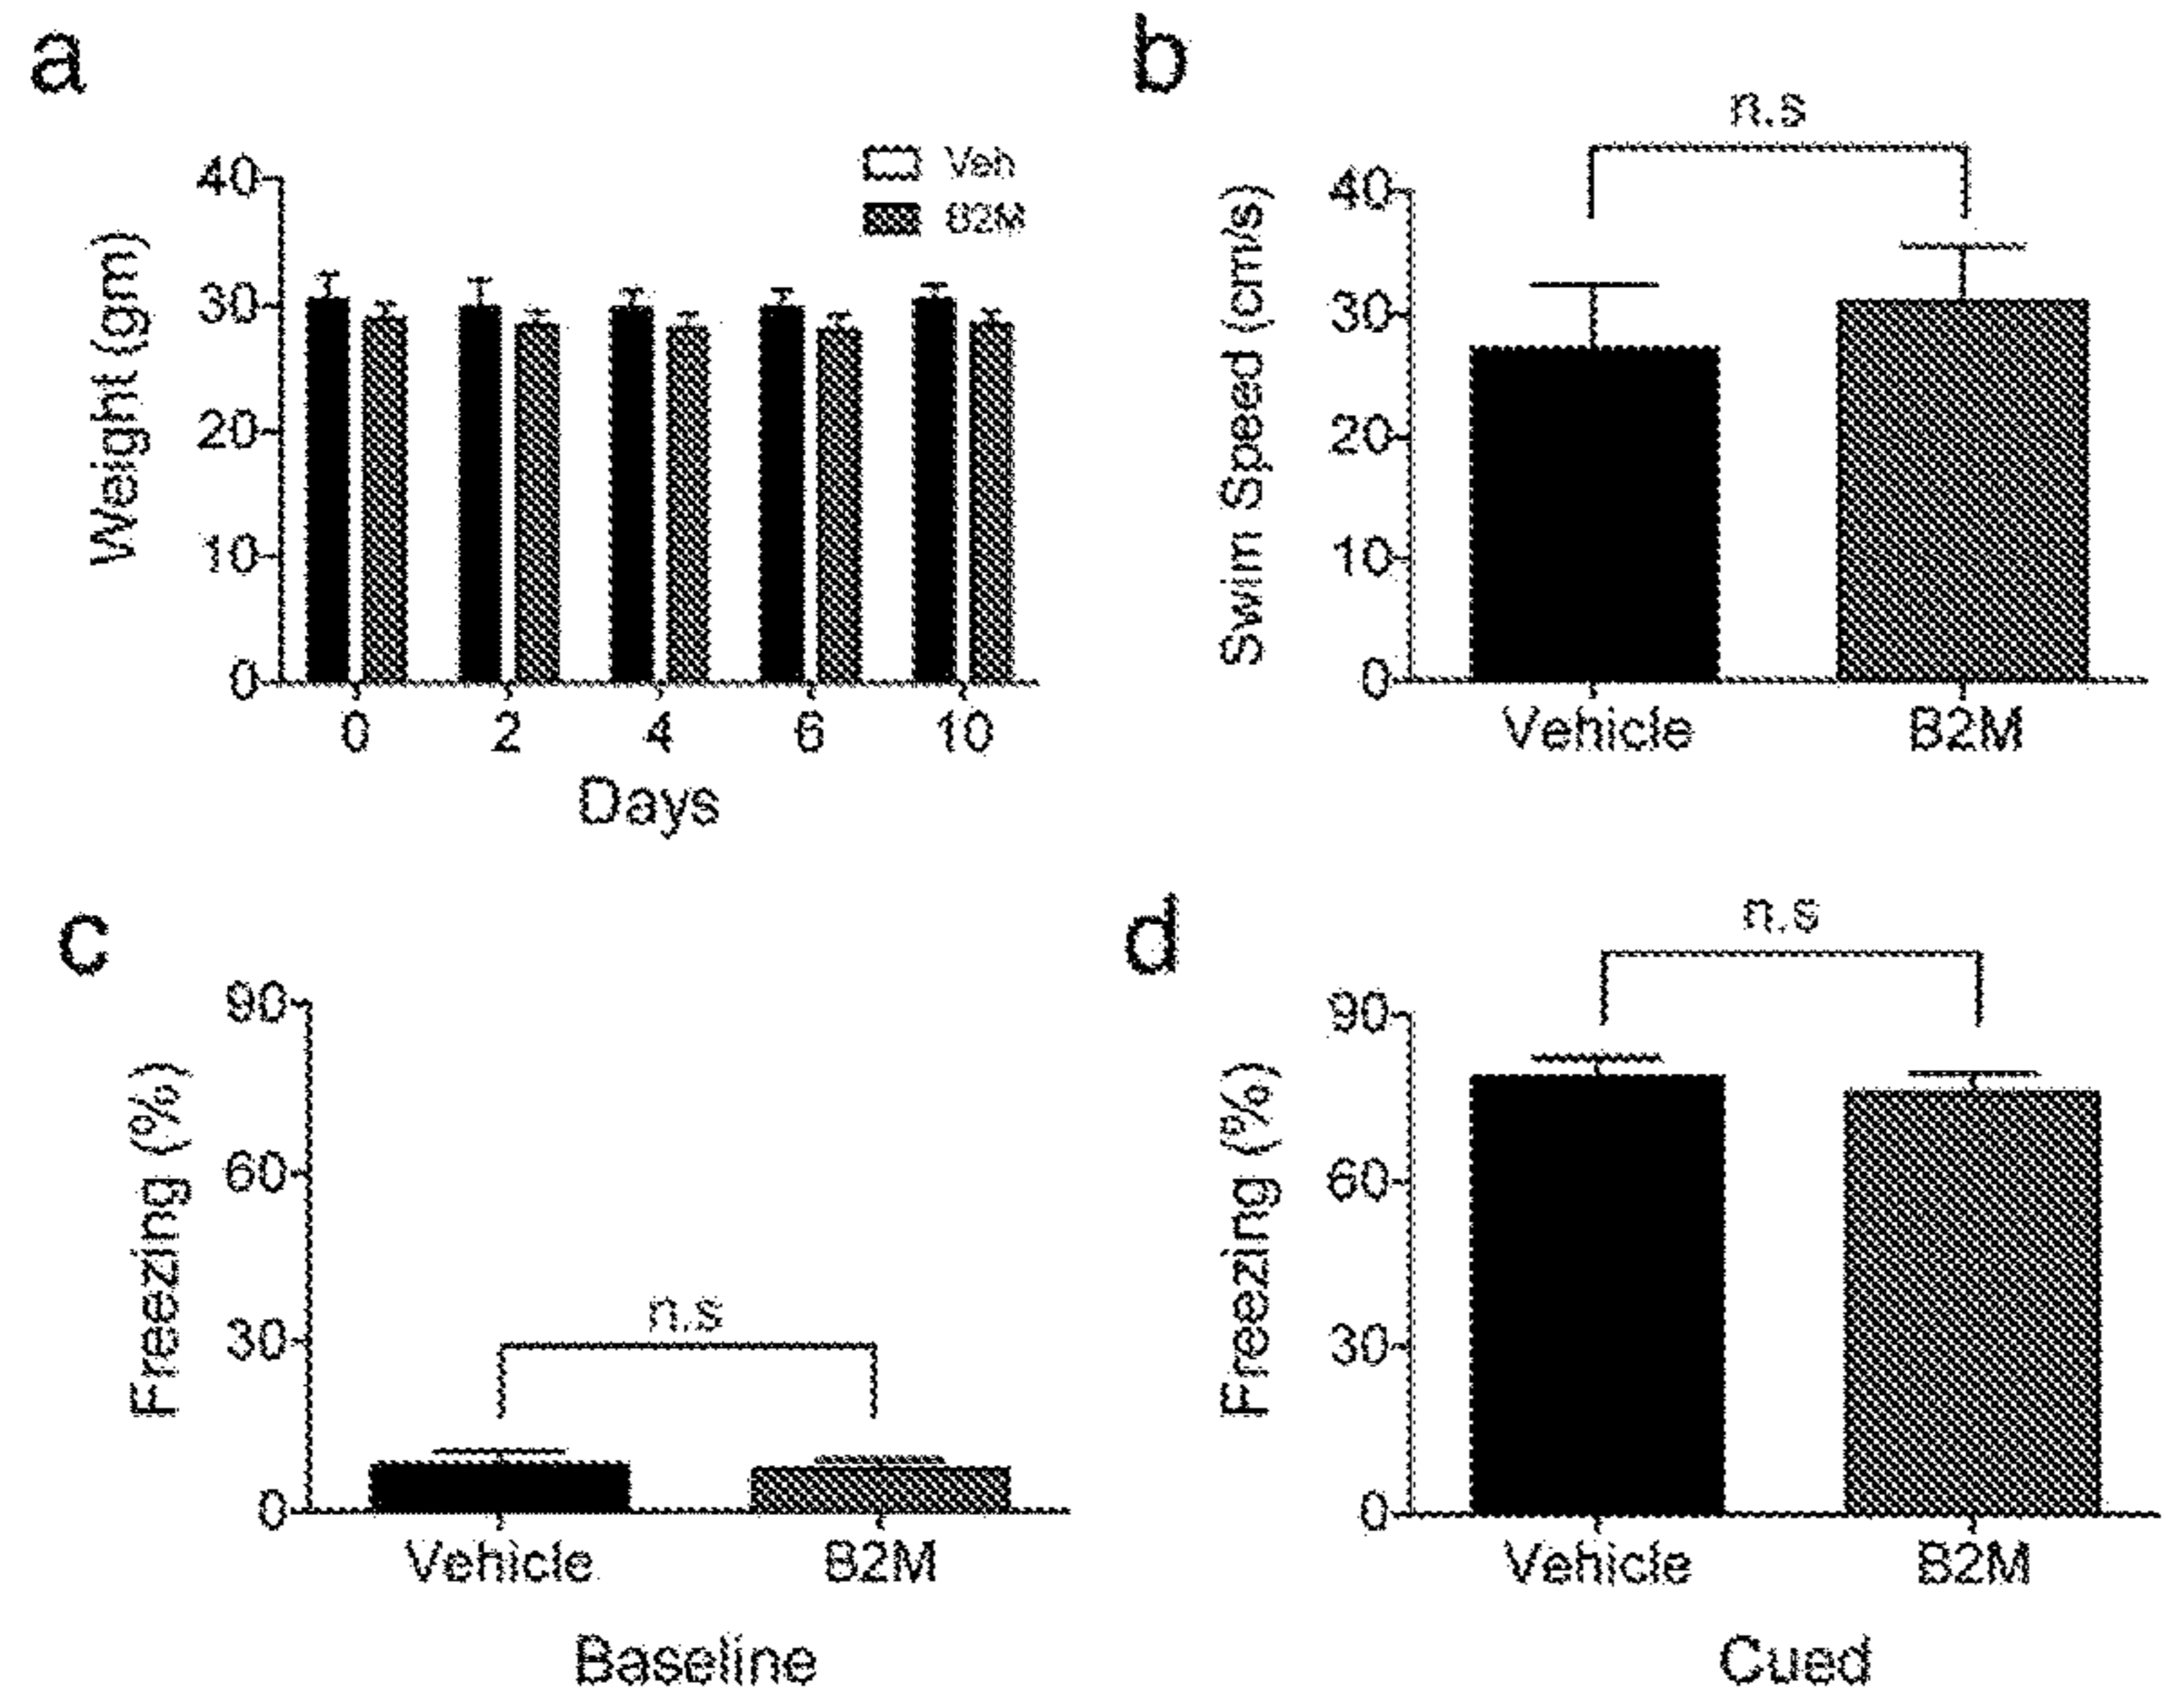 a
Veh
B2M
40
30
20
10
0
Weight (gm)
0 2 4 6 10
Days
b
n.s
40
30
20
10
0
Swim Speed (cm/s)
Vehicle B2M
c
90
60
30
0
Freezing (%)
n.s
Vehicle B2M
Baseline
d
n.s
90
60
30
0
Freezing (%)
Vehicle B2M
Cued